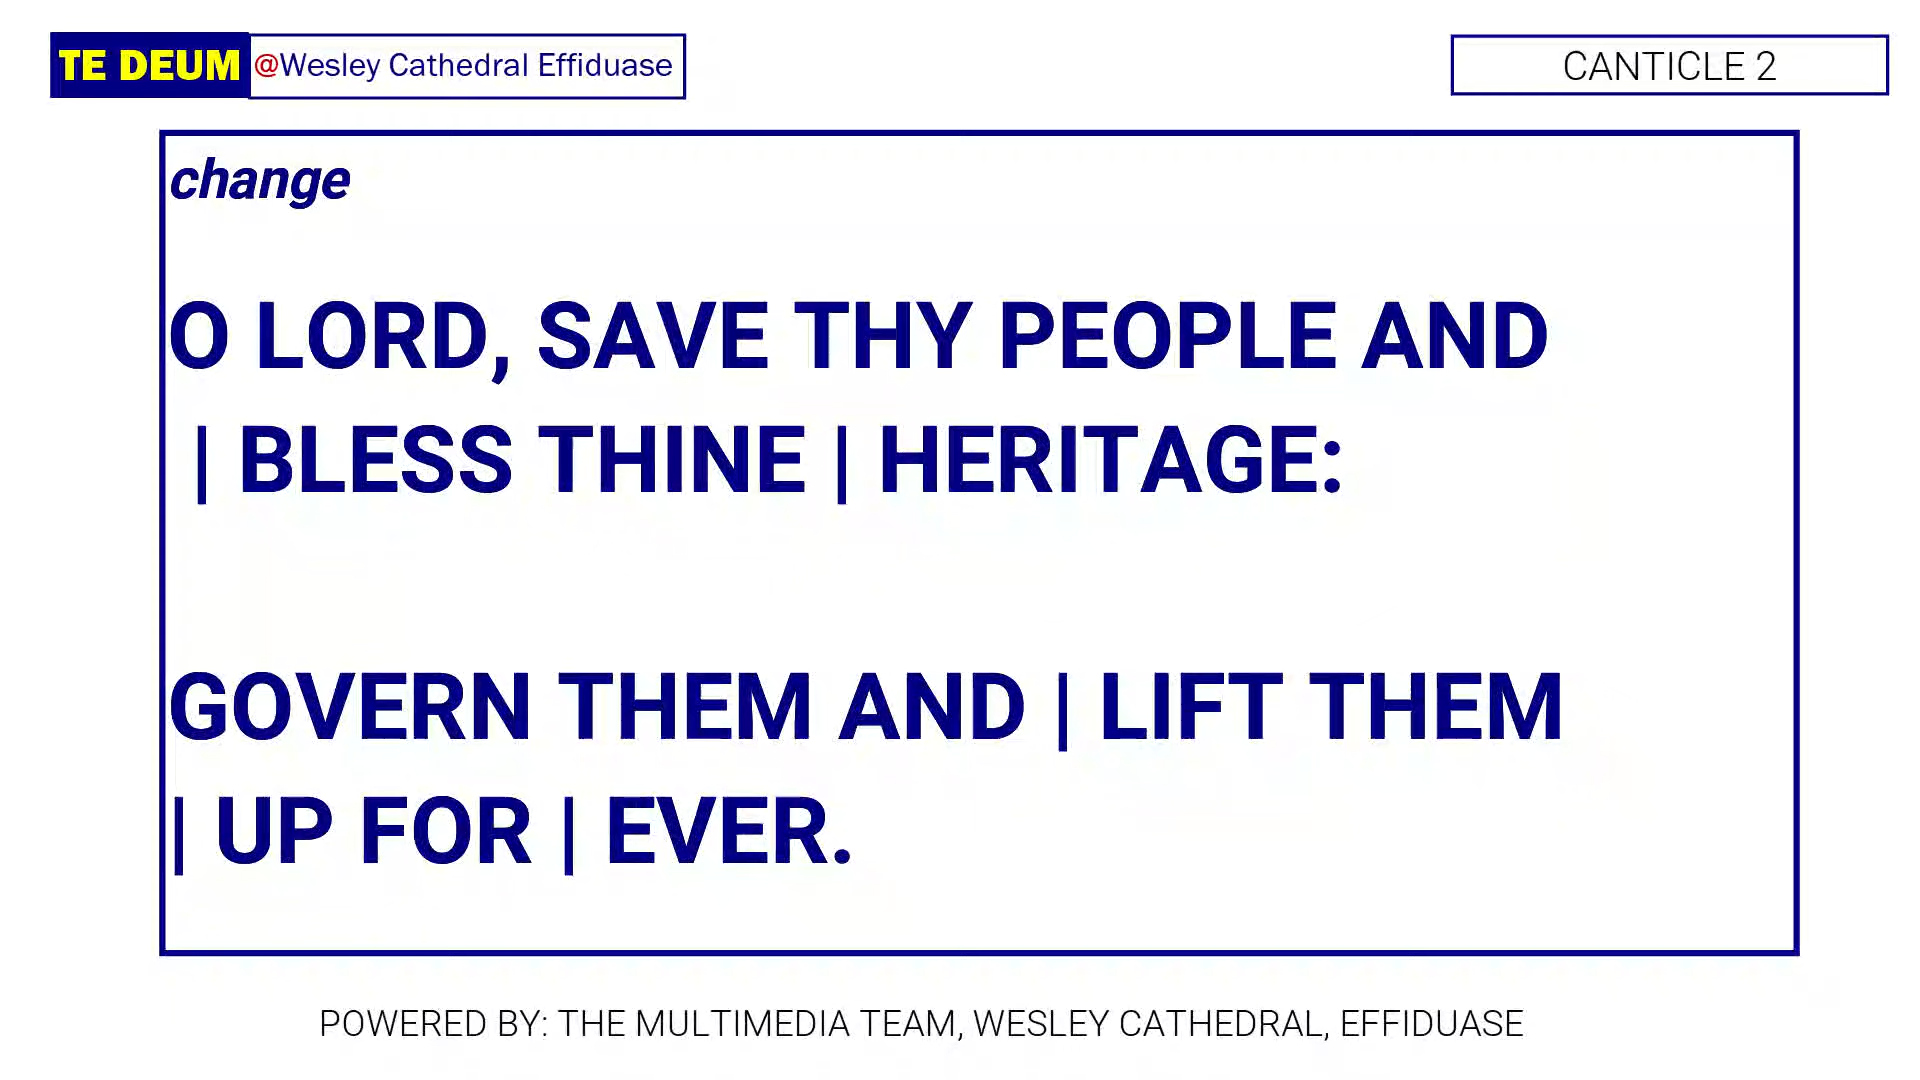 TE DEUM @Wesley Cathedral Effiduase
CANTICLE 2
change
O LORD, SAVE THY PEOPLE AND
| BLESS THINE | HERITAGE:
GOVERN THEM AND | LIFT THEM
| UP FOR | EVER.
POWERED BY: THE MULTIMEDIA TEAM, WESLEY CATHEDRAL, EFFIDUASE